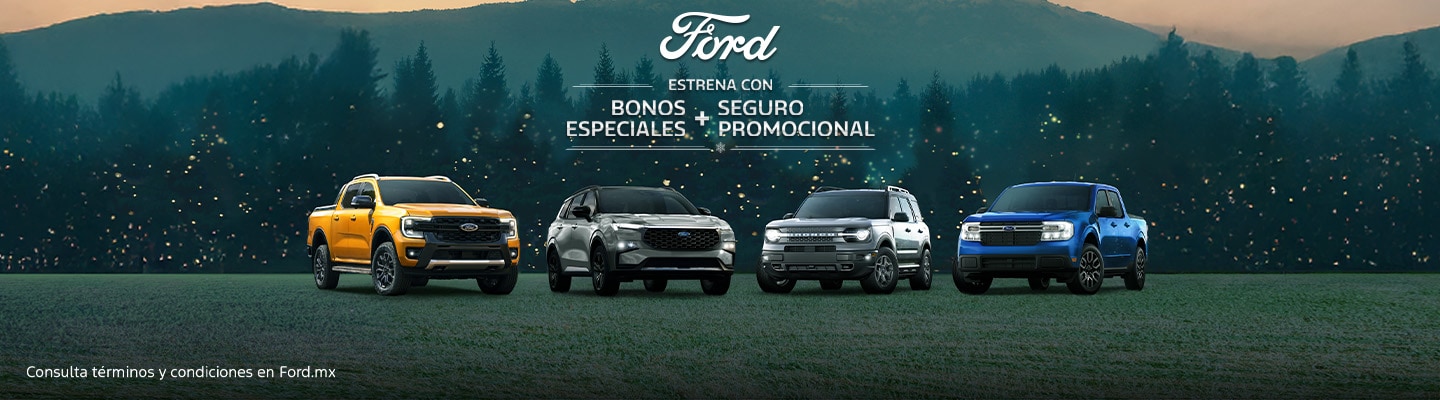 Ford
ESTRENA CON
BONOS ESPECIALES + SEGURO PROMOCIONAL
Consulta términos y condiciones en Ford.mx